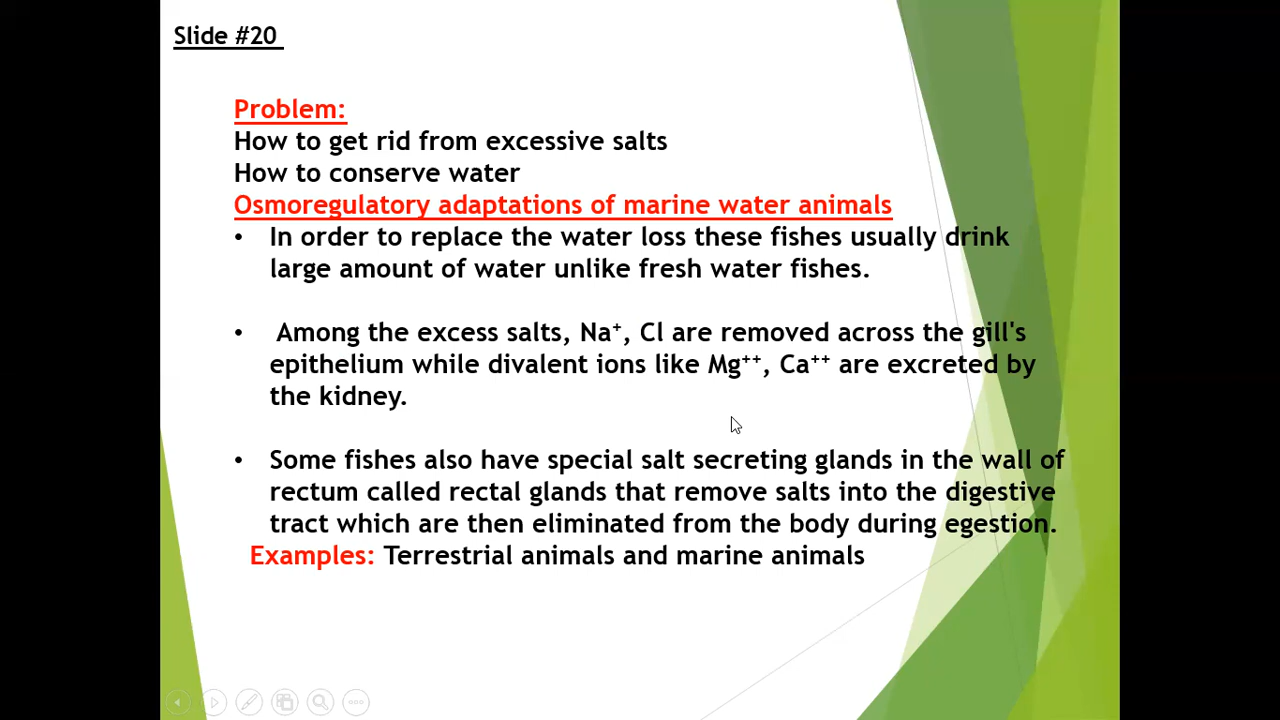 Slide #20
Problem:
How to get rid from excessive salts
How to conserve water
Osmoregulatory adaptations of marine water animals
• In order to replace the water loss these fishes usually drink
large amount of water unlike fresh water fishes.
• Among the excess salts, Na⁺, Cl are removed across the gill's
epithelium while divalent ions like Mg⁺⁺, Ca⁺⁺ are excreted by
the kidney.
• Some fishes also have special salt secreting glands in the wall of
rectum called rectal glands that remove salts into the digestive
tract which are then eliminated from the body during egestion.
Examples: Terrestrial animals and marine animals